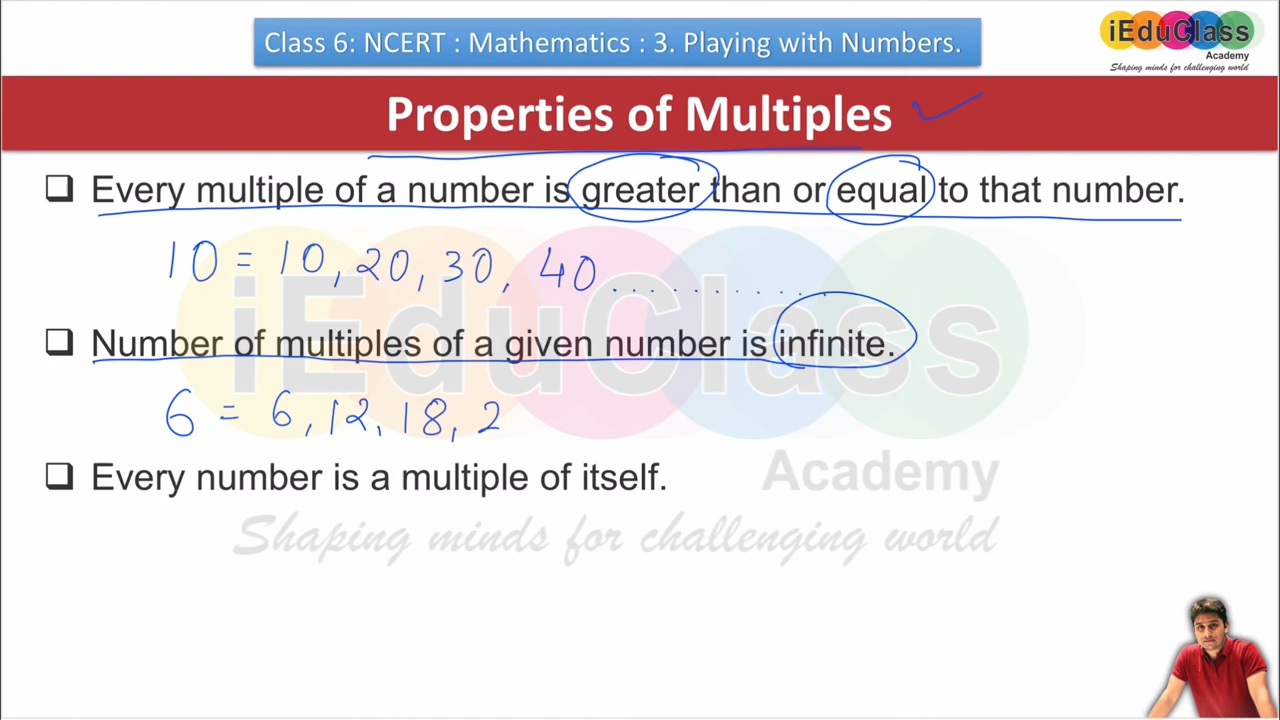 Class 6: NCERT : Mathematics : 3. Playing with Numbers.
iEduClass
Academy
Shaping minds for challenging world
Properties of Multiples
❑ Every multiple of a number is greater than or equal to that number.
10 = 10, 20, 30, 40 ............
❑ Number of multiples of a given number is infinite.
6 = 6, 12, 18, 2
❑ Every number is a multiple of itself.
iEduClass
Academy
Shaping minds for challenging world